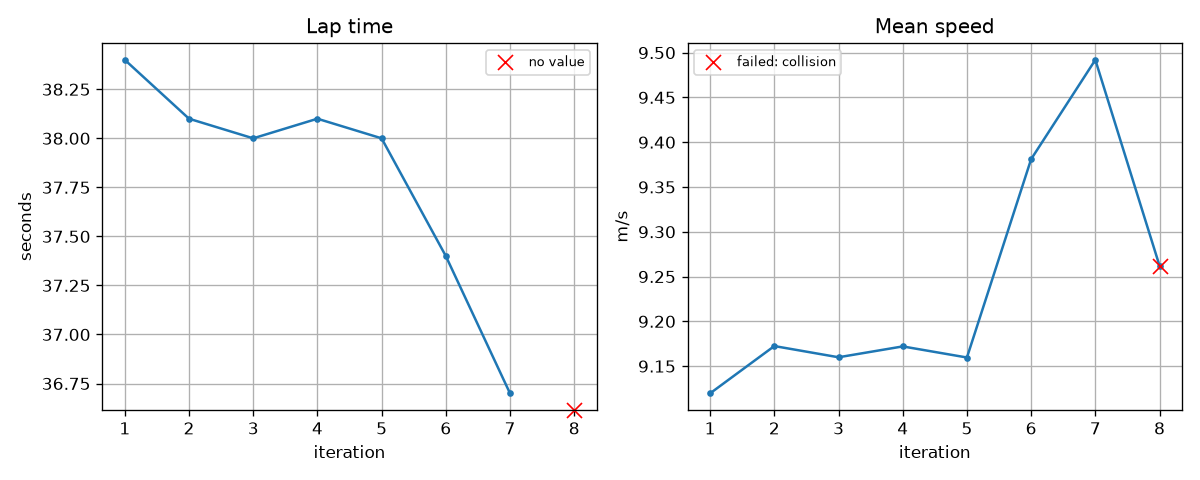 Lap time
no value
38.25
38.00
37.75
37.50
37.25
37.00
36.75
seconds
1 2 3 4 5 6 7 8
iteration
Mean speed
failed: collision
9.50
9.45
9.40
9.35
9.30
9.25
9.20
9.15
m/s
1 2 3 4 5 6 7 8
iteration